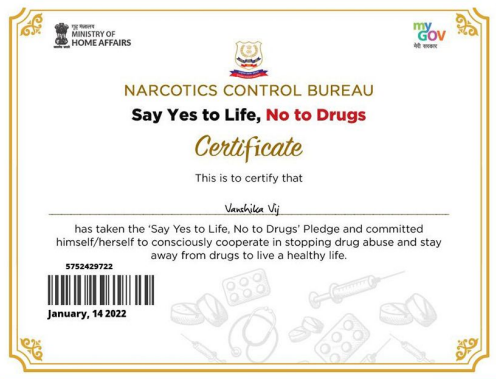 गृह मंत्रालय
MINISTRY OF
HOME AFFAIRS
my
GOV
मेरी सरकार
NARCOTICS CONTROL BUREAU
Say Yes to Life, No to Drugs
Certificate
This is to certify that
Vanshika Vij
has taken the ‘Say Yes to Life, No to Drugs’ Pledge and committed
himself/herself to consciously cooperate in stopping drug abuse and stay
away from drugs to live a healthy life.
5752429722
January, 14 2022